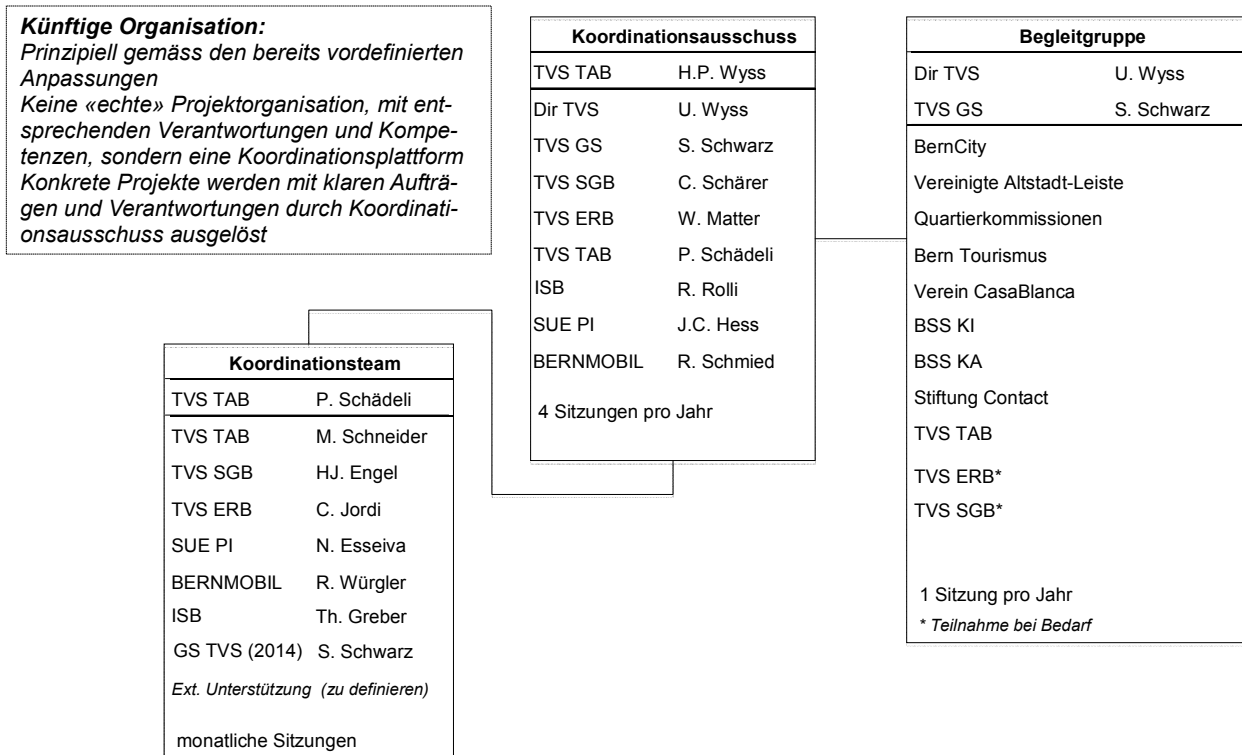 Künftige Organisation:
Prinzipiell gemäss den bereits vordefinierten
Anpassungen
Keine «echte» Projektorganisation, mit ent-
sprechenden Verantwortungen und Kompe-
tenzen, sondern eine Koordinationsplattform
Konkrete Projekte werden mit klaren Aufträ-
gen und Verantwortungen durch Koordinati-
onsausschuss ausgelöst
Koordinationsausschuss
TVS TAB H.P. Wyss
Dir TVS U. Wyss
TVS GS S. Schwarz
TVS SGB C. Schärer
TVS ERB W. Matter
TVS TAB P. Schädeli
ISB R. Rolli
SUE PI J.C. Hess
BERNMOBIL R. Schmied
4 Sitzungen pro Jahr
Begleitgruppe
Dir TVS U. Wyss
TVS GS S. Schwarz
BernCity
Vereinigte Altstadt-Leiste
Quartierkommissionen
Bern Tourismus
Verein CasaBlanca
BSS KI
BSS KA
Stiftung Contact
TVS TAB
TVS ERB*
TVS SGB*
1 Sitzung pro Jahr
* Teilnahme bei Bedarf
Koordinationsteam
TVS TAB P. Schädeli
TVS TAB M. Schneider
TVS SGB HJ. Engel
TVS ERB C. Jordi
SUE PI N. Esseiva
BERNMOBIL R. Würgler
ISB Th. Greber
GS TVS (2014) S. Schwarz
Ext. Unterstützung (zu definieren)
monatliche Sitzungen